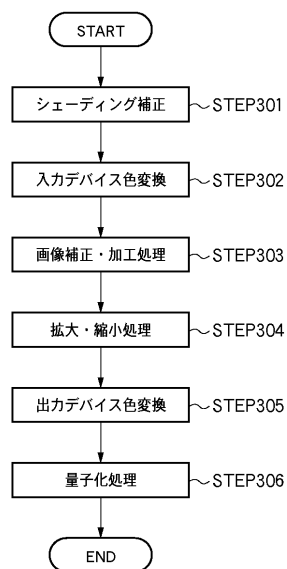 START
シェーディング補正
STEP301
入力デバイス色変換
STEP302
画像補正・加工処理
STEP303
拡大・縮小処理
STEP304
出力デバイス色変換
STEP305
量子化処理
STEP306
END